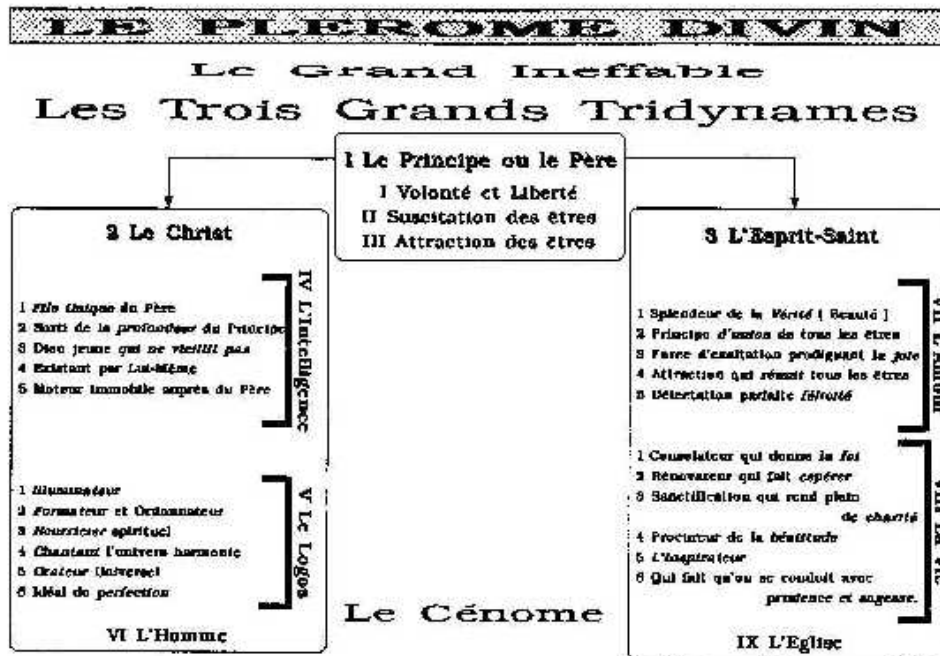 LE PLEROME DIVIN
Le Grand Ineffable
Les Trois Grands Tridynames
1 Le Principe ou le Père
I Volonté et Liberté
II Suscitation des êtres
III Attraction des êtres
2 Le Christ
1 Fils Unique du Père
2 Sorti de la profondeur du Principe
3 Dieu jeune qui ne vieillit pas
4 Existant par Lui-Même
5 Moteur immobile auprès du Père
IV L'Intelligence
1 Illuminateur
2 Formateur et Ordonnateur
3 Nourricier spirituel
4 Chantant l'univers harmonie
5 Orateur Universel
6 Idéal de perfection
V Le Logos
VI L'Homme
3 L'Esprit-Saint
1 Splendeur de la Vérité [ Beauté ]
2 Principe d'union de tous les êtres
3 Force d'exaltation prodiguant la joie
4 Attraction qui réunit tous les êtres
5 Délectation parfaite félicité
1 Consolateur qui donne la foi
2 Rénovateur qui fait espérer
3 Sanctification qui rend plein
de charité
4 Procureur de la béatitude
5 L'Inspirateur
6 Qui fait qu'on se conduit avec
prudence et sagesse.
IX L'Eglise
Le Cénome